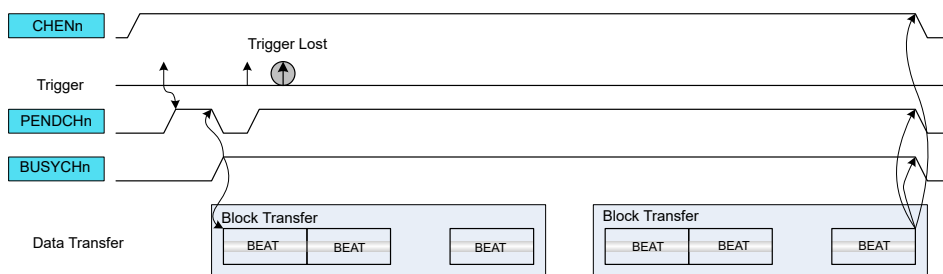 CHENn
Trigger Lost
Trigger
PENDCHn
BUSYCHn
Data Transfer
Block Transfer
BEAT
BEAT
BEAT
Block Transfer
BEAT
BEAT
BEAT